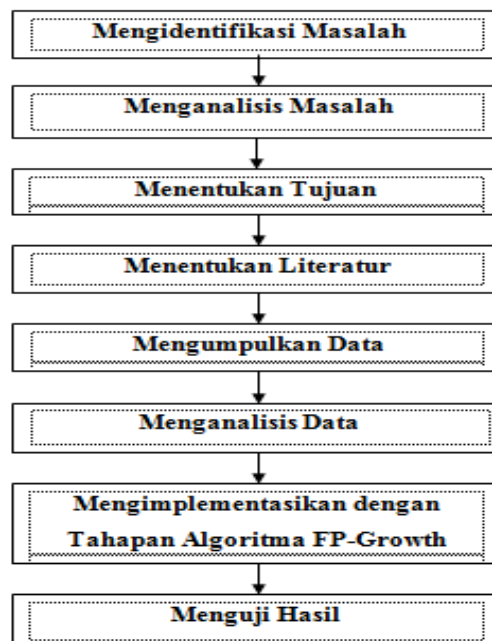 Mengidentifikasi Masalah
Menganalisis Masalah
Menentukan Tujuan
Menentukan Literatur
Mengumpulkan Data
Menganalisis Data
Mengimplementasikan dengan
Tahapan Algoritma FP-Growth
Menguji Hasil